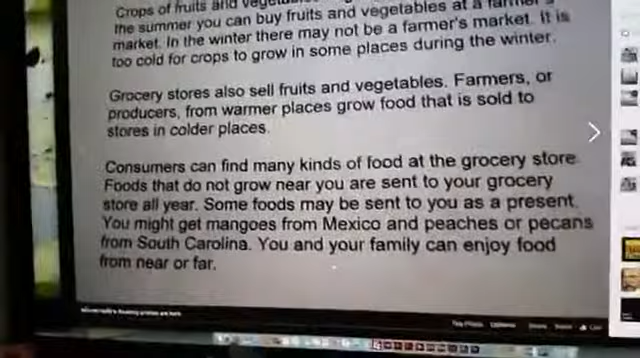 Crops of fruits and vegetables
the summer you can buy fruits and vegetables at a farmer's
market. In the winter there may not be a farmer's market. It is
too cold for crops to grow in some places during the winter.
Grocery stores also sell fruits and vegetables. Farmers, or
producers, from warmer places grow food that is sold to
stores in colder places.
Consumers can find many kinds of food at the grocery store.
Foods that do not grow near you are sent to your grocery
store all year. Some foods may be sent to you as a present.
You might get mangoes from Mexico and peaches or pecans
from South Carolina. You and your family can enjoy food
from near or far.